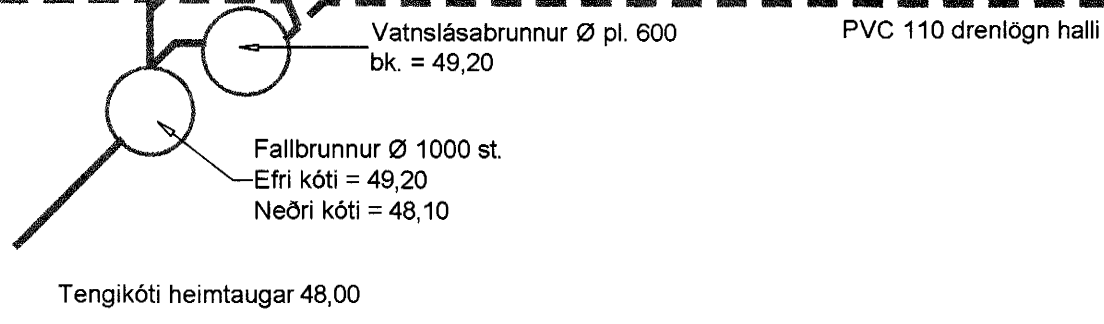 Vatnslásabrunnur Ø pl. 600
bk. = 49,20
PVC 110 drenlögn halli
Fallbrunnur Ø 1000 st.
Efri kóti = 49,20
Neðri kóti = 48,10
Tengikóti heimtaugar 48,00